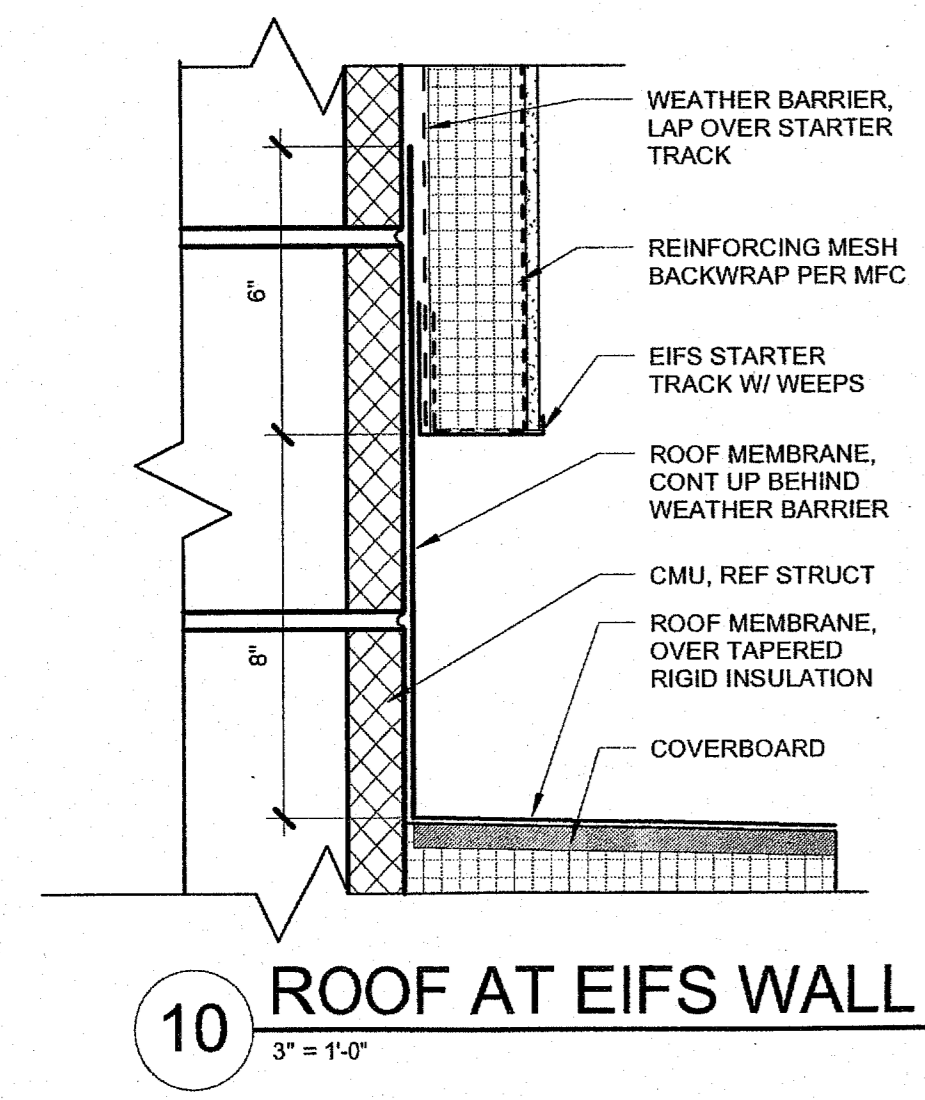 WEATHER BARRIER,
LAP OVER STARTER
TRACK
REINFORCING MESH
BACKWRAP PER MFC
EIFS STARTER
TRACK W/ WEEPS
ROOF MEMBRANE,
CONT UP BEHIND
WEATHER BARRIER
CMU, REF STRUCT
ROOF MEMBRANE,
OVER TAPERED
RIGID INSULATION
COVERBOARD
6"
8"
10
ROOF AT EIFS WALL
3" = 1'-0"